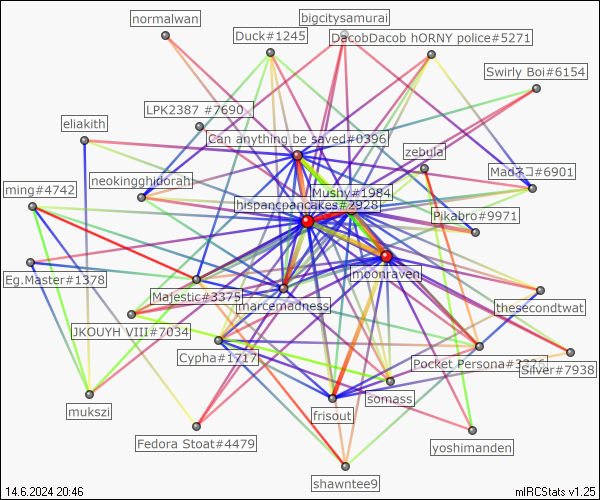 normalwan
bigcitysamurai
Duck#1245
DacobDacob hORNY police#5271
Swirly Boi#6154
LPK2387 #7690
eliakith
Can anything be saved#0396
zebula
Madネコ#6901
ming#4742
neokingghidorah
Mushy#1984
hispancpancakes#2928
Pikabro#9971
Eg.Master#1378
moonraven
Majestic#3375
marcemadness
thesecondtwat
JKOUYH VIII#7034
Cypha#1717
Pocket Persona#3226
Silver#7938
mukszi
frisout
somass
Fedora Stoat#4479
yoshimanden
shawntee9
14.6.2024 20:46
mIRCStats v1.25